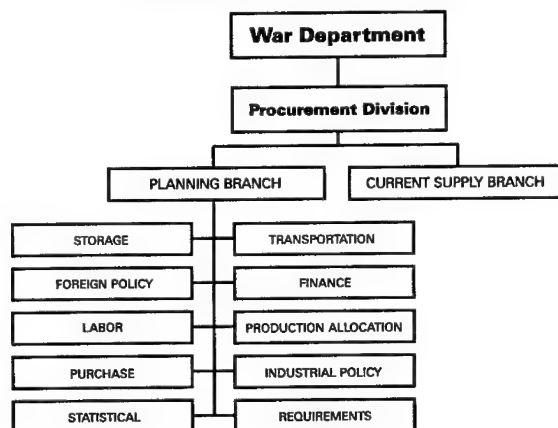 War Department
Procurement Division
PLANNING BRANCH
CURRENT SUPPLY BRANCH
STORAGE
TRANSPORTATION
FOREIGN POLICY
FINANCE
LABOR
PRODUCTION ALLOCATION
PURCHASE
INDUSTRIAL POLICY
STATISTICAL
REQUIREMENTS